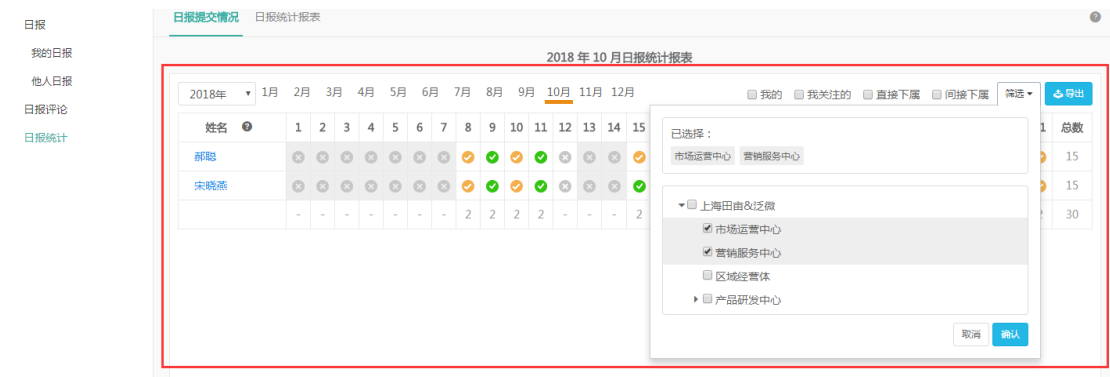 日报
我的日报
他人日报
日报评论
日报统计
日报提交情况 日报统计报表
2018 年 10 月日报统计报表
2018年 1月 2月 3月 4月 5月 6月 7月 8月 9月 10月 11月 12月 我的 我关注的 直接下属 间接下属 筛选 导出
姓名 1 2 3 4 5 6 7 8 9 10 11 12 13 14 15 1 总数
郝聪 15
宋晓燕 15
- - - - - - - 2 2 2 2 - - - 2 30
已选择：
市场运营中心 营销服务中心
上海田亩&泛微
市场运营中心
营销服务中心
区域经营体
产品研发中心
取消 确认